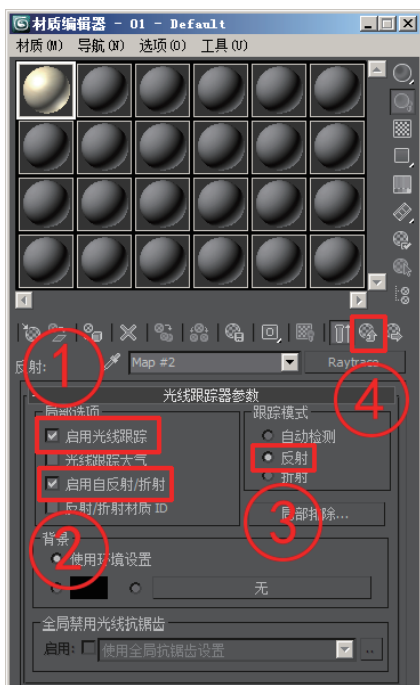 材质编辑器 - 01 - Default
材质(M) 导航(N) 选项(O) 工具(U)
反射: Map #2 Raytrace
光线跟踪器参数
局部选项 跟踪模式
启用光线跟踪 自动检测
光线跟踪大气 反射
启用自反射/折射 折射
反射/折射材质 ID 局部排除...
背景
使用环境设置
无
全局禁用光线抗锯齿
启用: 使用全局抗锯齿设置 ..
1
2
3
4